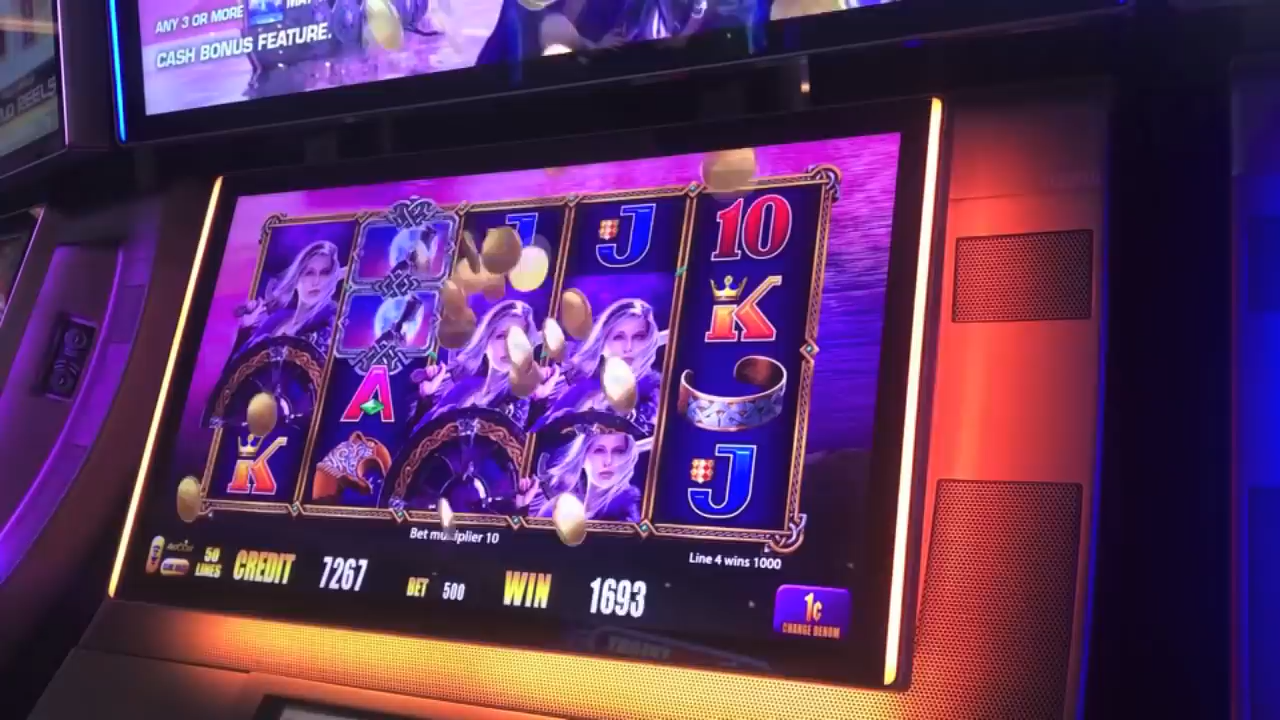 ANY 3 OR MORE
CASH BONUS FEATURE.
REELS
J
J
10
K
A
K
J
Bet multiplier 10
Line 4 wins 1000
50
LINES
CREDIT 7267
BET 500
WIN 1693
1¢
CHANGE DENOM